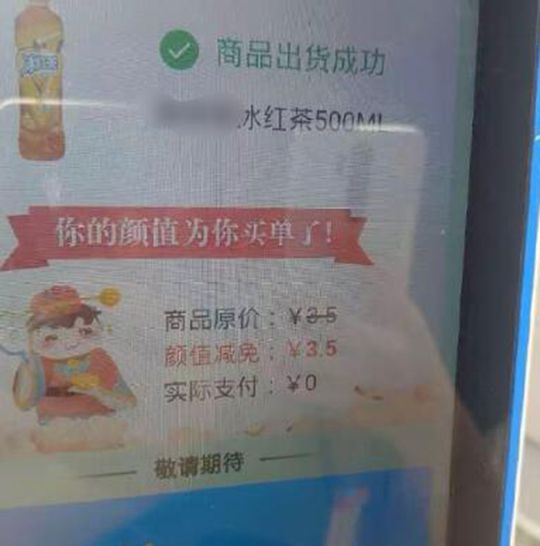 商品出货成功
冰红茶500ML
你的颜值为你买单了!
商品原价：¥3.5
颜值减免：¥3.5
实际支付：¥0
敬请期待